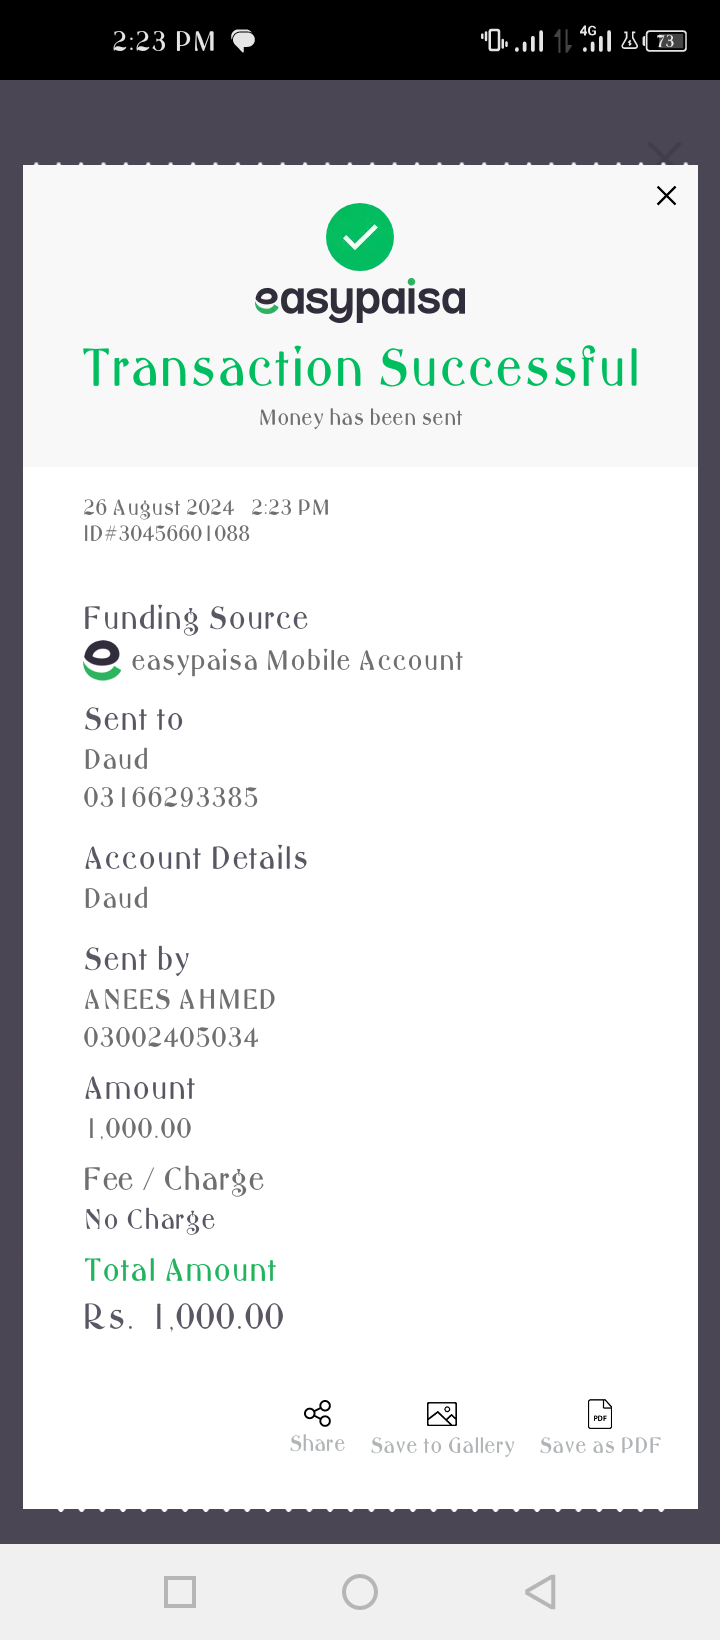 2:23 PM
4G
73
easypaisa
Transaction Successful
Money has been sent
26 August 2024 2:23 PM
ID#30456601088
Funding Source
easypaisa Mobile Account
Sent to
Daud
03166293385
Account Details
Daud
Sent by
ANEES AHMED
03002405034
Amount
1,000.00
Fee / Charge
No Charge
Total Amount
Rs. 1,000.00
PDF
Share Save to Gallery Save as PDF